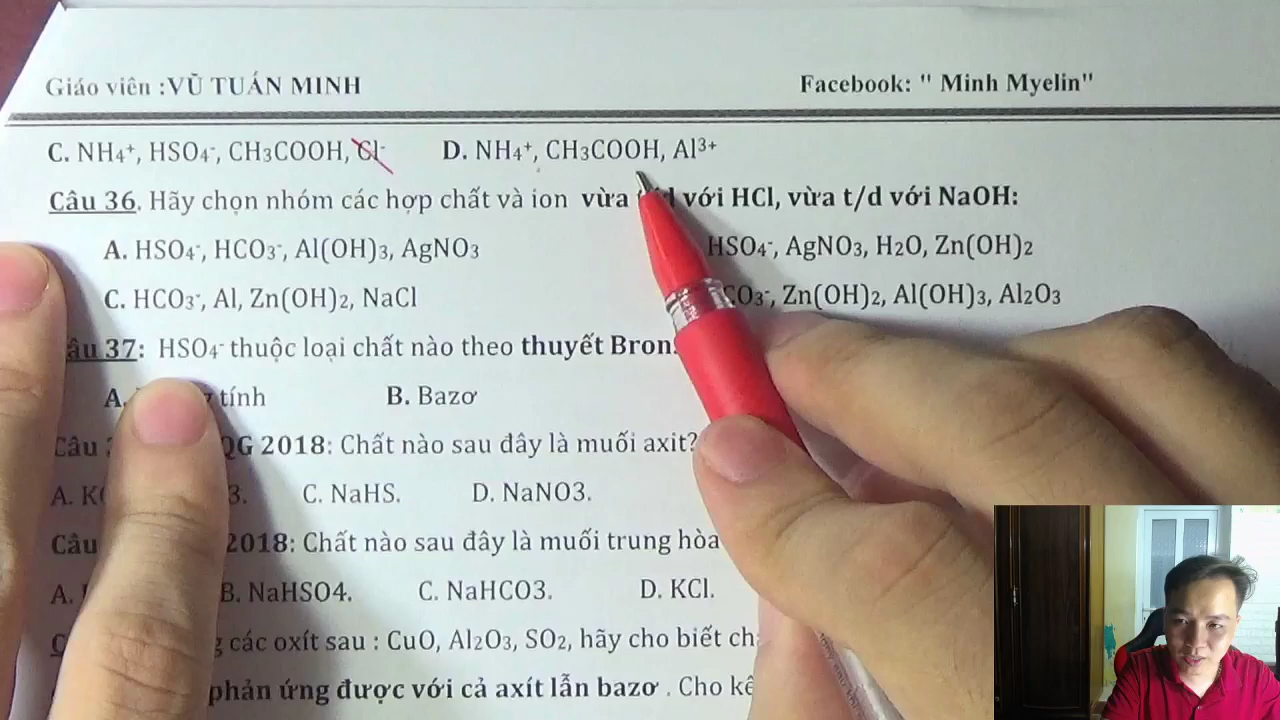 Giáo viên :VŨ TUẤN MINH Facebook: " Minh Myelin"
C. NH₄⁺, HSO₄⁻, CH₃COOH, Cl⁻ D. NH₄⁺, CH₃COOH, Al³⁺
Câu 36. Hãy chọn nhóm các hợp chất và ion vừa với HCl, vừa t/d với NaOH:
A. HSO₄⁻, HCO₃⁻, Al(OH)₃, AgNO₃ HSO₄⁻, AgNO₃, H₂O, Zn(OH)₂
C. HCO₃⁻, Al, Zn(OH)₂, NaCl Zn(OH)₂, Al(OH)₃, Al₂O₃
37: HSO₄⁻ thuộc loại chất nào theo thuyết
A. tính B. Bazơ
Câu QG 2018: Chất nào sau đây là muối axit?
A. C. NaHS. D. NaNO3.
Câu 2018: Chất nào sau đây là muối trung hòa
A. B. NaHSO4. C. NaHCO3. D. KCl.
các oxít sau : CuO, Al₂O₃, SO₂, hãy cho biết
phản ứng được với cả axít lẫn bazơ . Cho